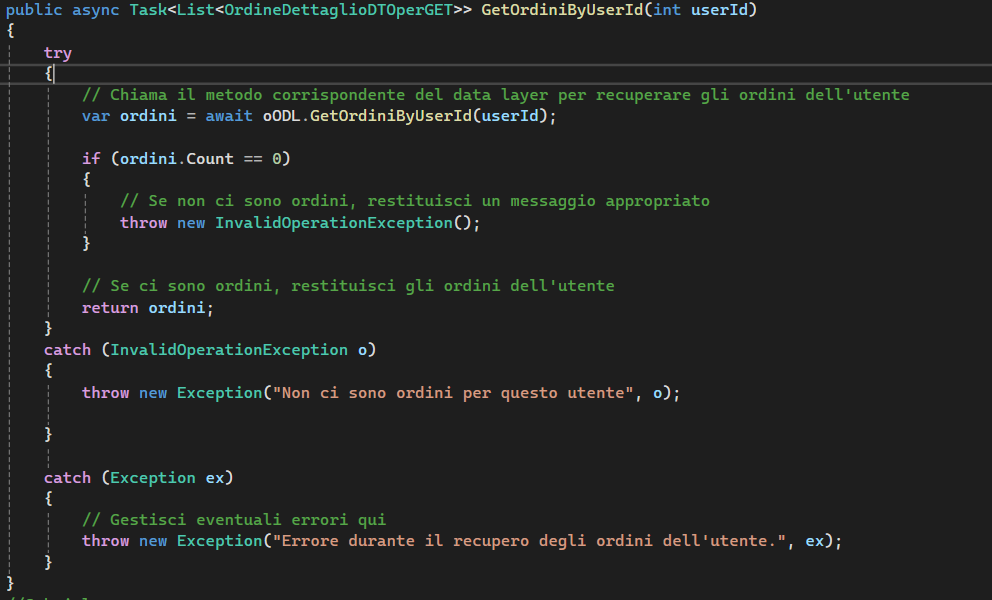 public async Task<List<OrdineDettaglioDTOperGET>> GetOrdiniByUserId(int userId)
{
try
{
// Chiama il metodo corrispondente del data layer per recuperare gli ordini dell'utente
var ordini = await oODL.GetOrdiniByUserId(userId);
if (ordini.Count == 0)
{
// Se non ci sono ordini, restituisci un messaggio appropriato
throw new InvalidOperationException();
}
// Se ci sono ordini, restituisci gli ordini dell'utente
return ordini;
}
catch (InvalidOperationException o)
{
throw new Exception("Non ci sono ordini per questo utente", o);
}
catch (Exception ex)
{
// Gestisci eventuali errori qui
throw new Exception("Errore durante il recupero degli ordini dell'utente.", ex);
}
}